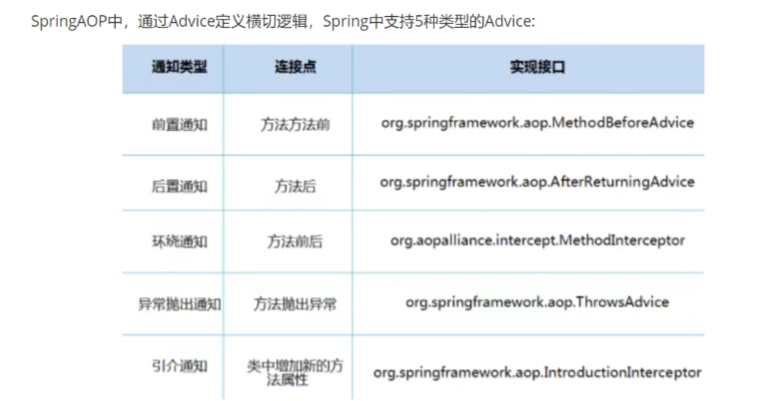 SpringAOP中，通过Advice定义横切逻辑，Spring中支持5种类型的Advice:
通知类型 连接点 实现接口
前置通知 方法方法前 org.springframework.aop.MethodBeforeAdvice
后置通知 方法后 org.springframework.aop.AfterReturningAdvice
环绕通知 方法前后 org.aopalliance.intercept.MethodInterceptor
异常抛出通知 方法抛出异常 org.springframework.aop.ThrowsAdvice
引介通知 类中增加新的方
法属性 org.springframework.aop.IntroductionInterceptor